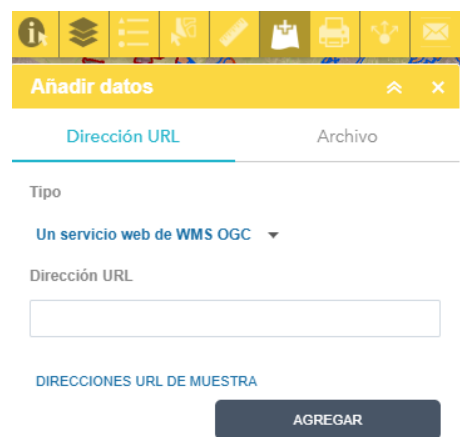 Añadir datos
Dirección URL Archivo
Tipo
Un servicio web de WMS OGC
Dirección URL
DIRECCIONES URL DE MUESTRA
AGREGAR